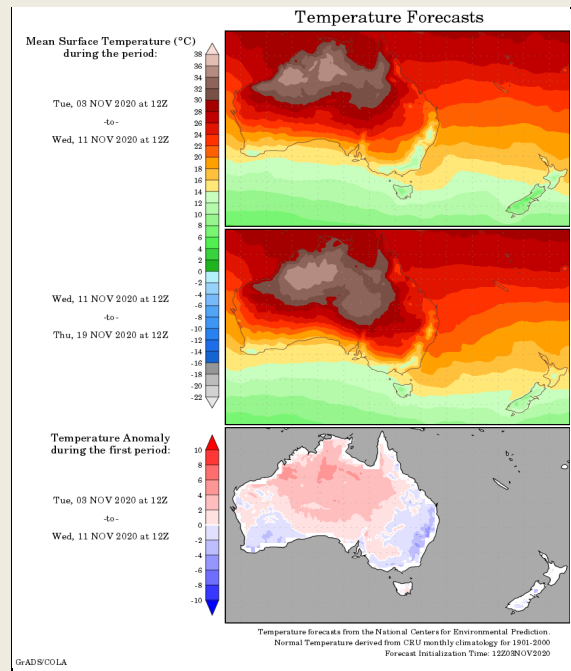 Temperature Forecasts
Mean Surface Temperature (°C)
during the period:
Tue, 03 NOV 2020 at 12Z
-to-
Wed, 11 NOV 2020 at 12Z
38
36
34
32
30
28
26
24
22
20
18
16
14
12
10
8
6
4
2
0
-2
-4
-6
-8
-10
-12
-14
-16
-18
-20
-22
Wed, 11 NOV 2020 at 12Z
-to-
Thu, 19 NOV 2020 at 12Z
Temperature Anomaly
during the first period:
Tue, 03 NOV 2020 at 12Z
-to-
Wed, 11 NOV 2020 at 12Z
10
8
6
4
2
0
-2
-4
-6
-8
-10
Temperature forecasts from the National Centers for Environmental Prediction.
Normal Temperature derived from CRU monthly climatology for 1901-2000
Forecast Initialization Time: 12Z03NOV2020
GrADS/COLA